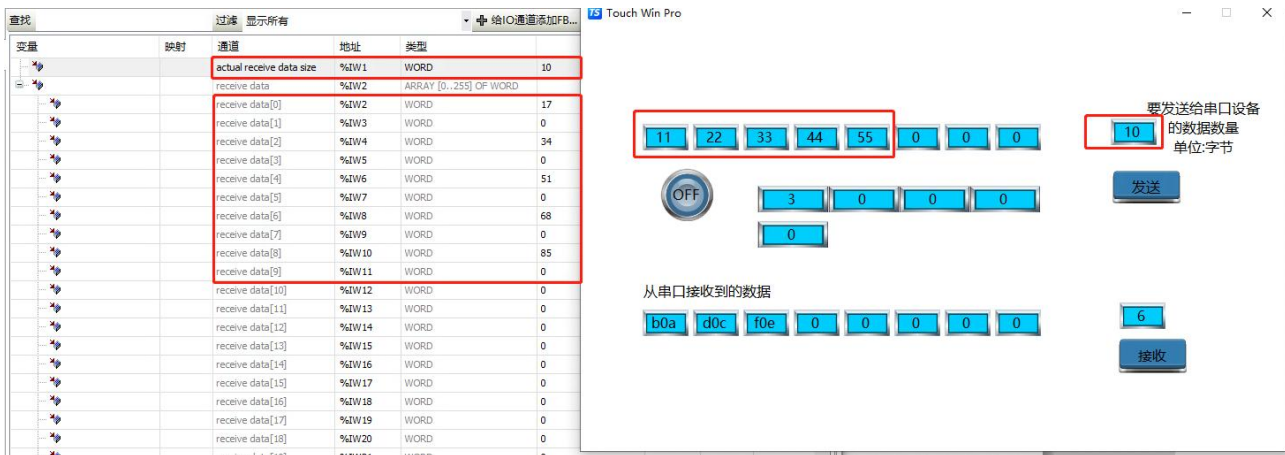 查找 过滤 显示所有 给IO通道添加FB...
变量 映射 通道 地址 类型
actual receive data size %IW1 WORD 10
receive data %IW2 ARRAY [0..255] OF WORD
receive data[0] %IW2 WORD 17
receive data[1] %IW3 WORD 0
receive data[2] %IW4 WORD 34
receive data[3] %IW5 WORD 0
receive data[4] %IW6 WORD 51
receive data[5] %IW7 WORD 0
receive data[6] %IW8 WORD 68
receive data[7] %IW9 WORD 0
receive data[8] %IW10 WORD 85
receive data[9] %IW11 WORD 0
receive data[10] %IW12 WORD 0
receive data[11] %IW13 WORD 0
receive data[12] %IW14 WORD 0
receive data[13] %IW15 WORD 0
receive data[14] %IW16 WORD 0
receive data[15] %IW17 WORD 0
receive data[16] %IW18 WORD 0
receive data[17] %IW19 WORD 0
receive data[18] %IW20 WORD 0
TS Touch Win Pro
要发送给串口设备
的数据数量
单位:字节
11 22 33 44 55 0 0 0 10
OFF 3 0 0 0 发送
0
从串口接收到的数据
b0a d0c f0e 0 0 0 0 0 6
接收